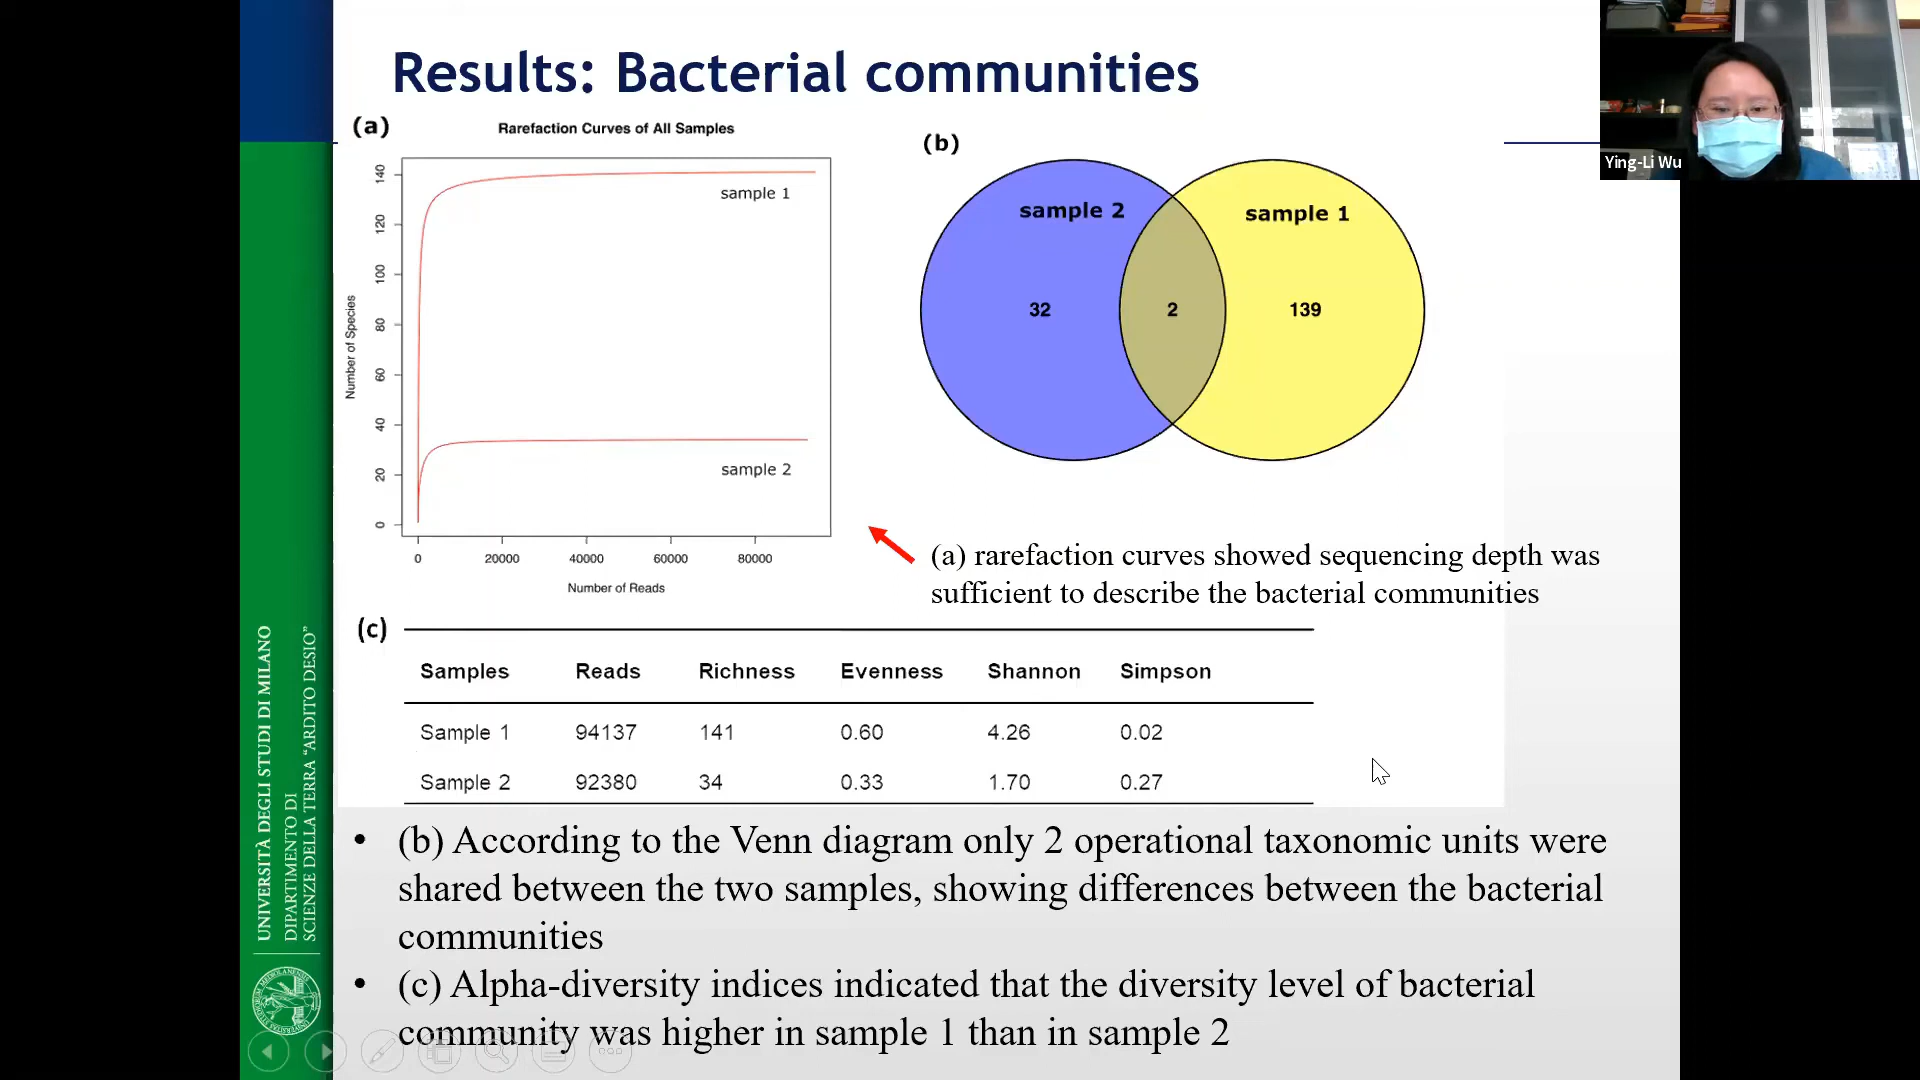 Results: Bacterial communities
(a)
Rarefaction Curves of All Samples
Number of Species
140
120
100
80
60
40
20
0
sample 1
sample 2
0 20000 40000 60000 80000
Number of Reads
(b)
sample 2 sample 1
32 2 139
Ying-Li Wu
(a) rarefaction curves showed sequencing depth was
sufficient to describe the bacterial communities
(c)
Samples Reads Richness Evenness Shannon Simpson
Sample 1 94137 141 0.60 4.26 0.02
Sample 2 92380 34 0.33 1.70 0.27
• (b) According to the Venn diagram only 2 operational taxonomic units were
shared between the two samples, showing differences between the bacterial
communities
• (c) Alpha-diversity indices indicated that the diversity level of bacterial
community was higher in sample 1 than in sample 2
UNIVERSITÀ DEGLI STUDI DI MILANO
DIPARTIMENTO DI
SCIENZE DELLA TERRA “ARDITO DESIO”